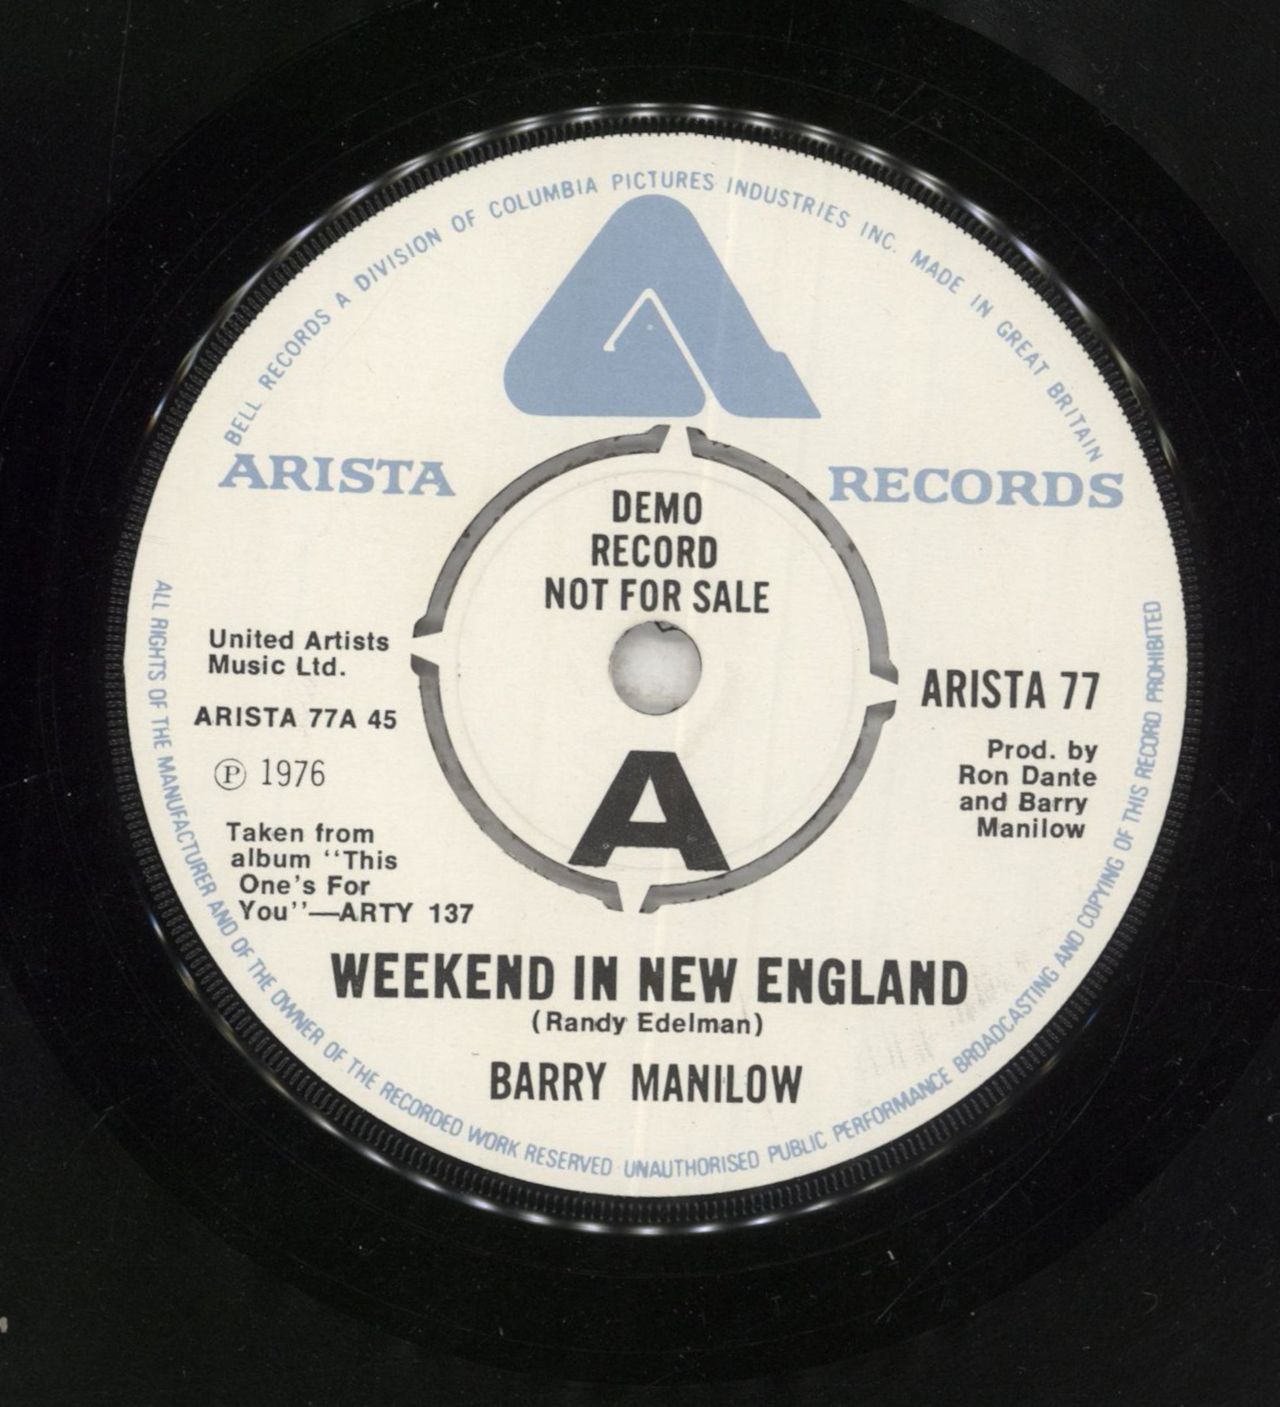 BELL RECORDS A DIVISION OF COLUMBIA PICTURES INDUSTRIES INC. MADE IN GREAT BRITAIN
ARISTA RECORDS
DEMO
RECORD
NOT FOR SALE
United Artists
Music Ltd.
ARISTA 77A 45
Ⓟ 1976
Taken from
album “This
One's For
You”—ARTY 137
ARISTA 77
Prod. by
Ron Dante
and Barry
Manilow
A
WEEKEND IN NEW ENGLAND
(Randy Edelman)
BARRY MANILOW
ALL RIGHTS OF THE MANUFACTURER AND OF THE OWNER OF THE RECORDED WORK RESERVED UNAUTHORISED PUBLIC PERFORMANCE BROADCASTING AND COPYING OF THIS RECORD PROHIBITED